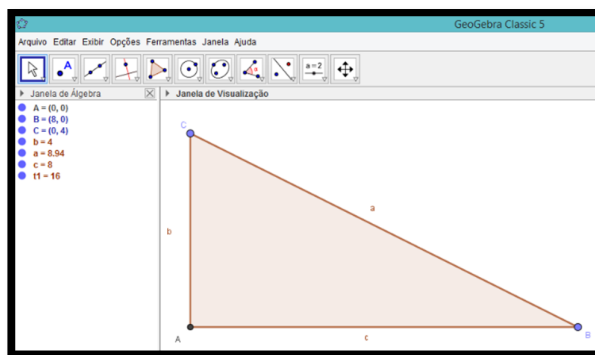 GeoGebra Classic 5
Arquivo Editar Exibir Opções Ferramentas Janela Ajuda
A
a=2
Janela de Álgebra
Janela de Visualização
A = (0, 0)
B = (8, 0)
C = (0, 4)
b = 4
a = 8.94
c = 8
t1 = 16
C
a
b
A
c
B